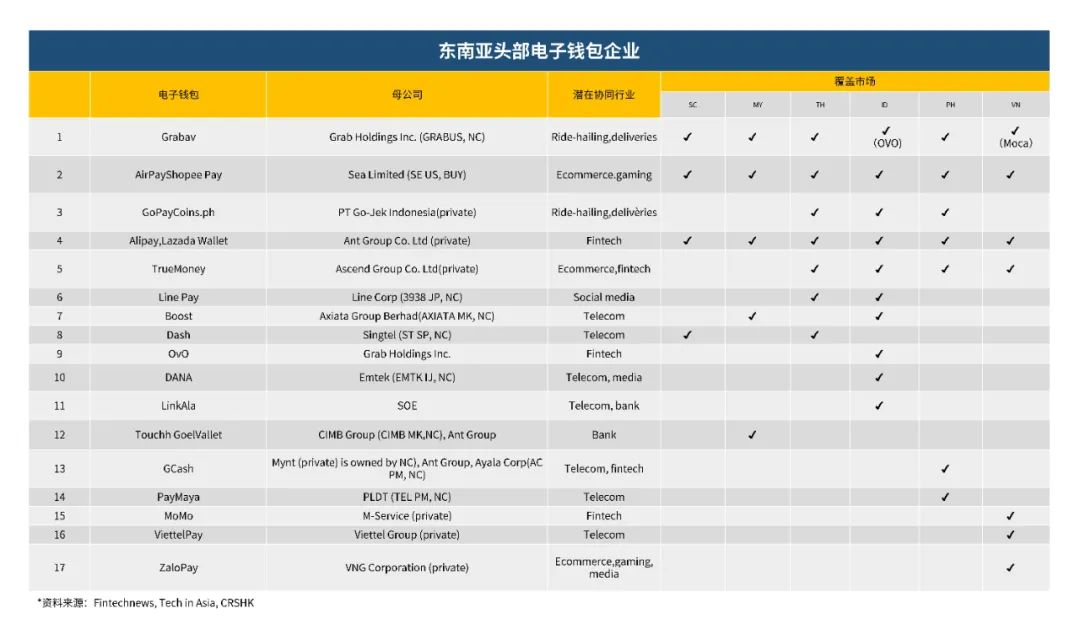 东南亚头部电子钱包企业
电子钱包 母公司 潜在协同行业 覆盖市场
SC MY TH ID PH VN
1 Grabav Grab Holdings Inc. (GRABUS, NC) Ride-hailing,deliveries ✓ ✓ ✓ ✓ (OVO) ✓ ✓ (Moca)
2 AirPayShopee Pay Sea Limited (SE US, BUY) Ecommerce.gaming ✓ ✓ ✓ ✓ ✓ ✓
3 GoPayCoins.ph PT Go-Jek Indonesia(private) Ride-hailing,delivèries ✓ ✓ ✓
4 Alipay,Lazada Wallet Ant Group Co. Ltd (private) Fintech ✓ ✓ ✓ ✓ ✓ ✓
5 TrueMoney Ascend Group Co. Ltd(private) Ecommerce,fintech ✓ ✓ ✓ ✓
6 Line Pay Line Corp (3938 JP, NC) Social media ✓ ✓
7 Boost Axiata Group Berhad(AXIATA MK, NC) Telecom ✓ ✓
8 Dash Singtel (ST SP, NC) Telecom ✓ ✓
9 OvO Grab Holdings Inc. Fintech ✓
10 DANA Emtek (EMTK IJ, NC) Telecom, media ✓
11 LinkAla SOE Telecom, bank ✓
12 Touchh GoelVallet CIMB Group (CIMB MK,NC), Ant Group Bank ✓
13 GCash Mynt (private) is owned by NC), Ant Group, Ayala Corp(AC
PM, NC) Telecom, fintech ✓
14 PayMaya PLDT (TEL PM, NC) Telecom ✓
15 MoMo M-Service (private) Fintech ✓
16 ViettelPay Viettel Group (private) Telecom ✓
17 ZaloPay VNG Corporation (private) Ecommerce,gaming,
media ✓
*资料来源：Fintechnews, Tech in Asia, CRSHK